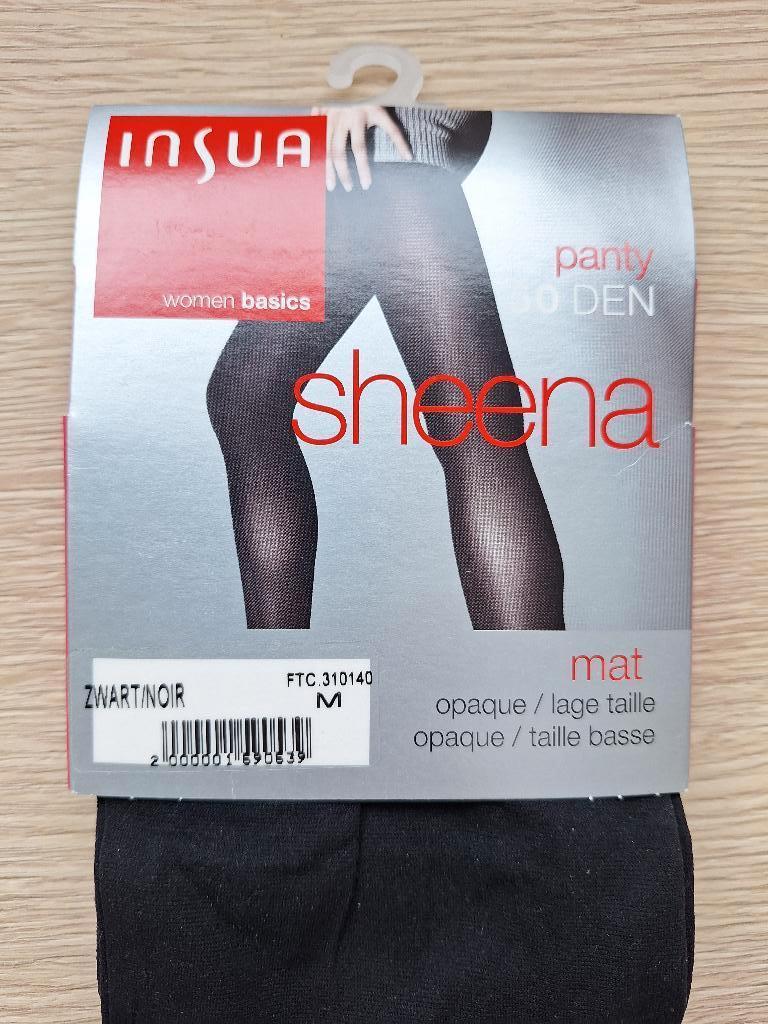 INSUA
women basics
panty
DEN
sheena
mat
opaque / lage taille
opaque / taille basse
FTC.310140
ZWART/NOIR
M
2 000001 590539